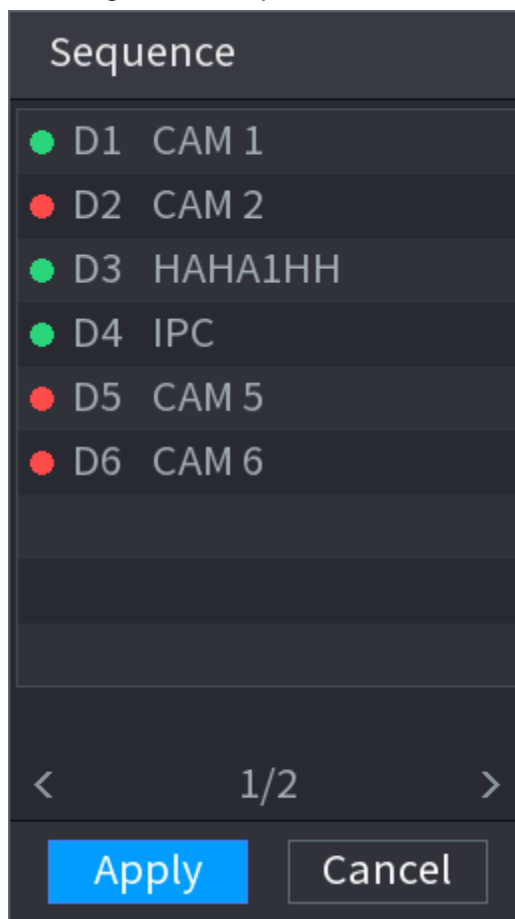 Sequence
D1 CAM 1
D2 CAM 2
D3 HAHA1HH
D4 IPC
D5 CAM 5
D6 CAM 6
< 1/2 >
Apply Cancel